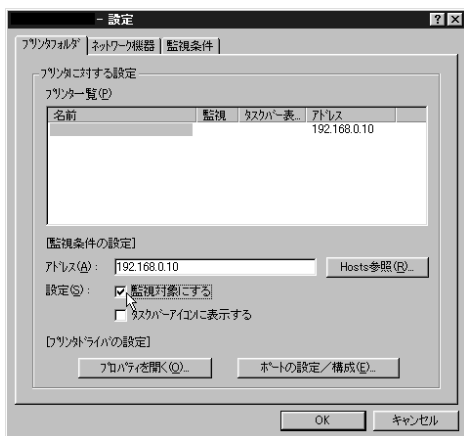 - 設定
プリンタフォルダ ネットワーク機器 監視条件
プリンタに対する設定
プリンター覧(P)
名前 監視 タスクバー表... アドレス
192.168.0.10
[監視条件の設定]
アドレス(A): 192.168.0.10 Hosts参照(R)...
設定(S): 監視対象にする
タスクバーアイコンに表示する
[プリンタドライバの設定]
プロパティを開く(O)... ポートの設定/構成(E)...
OK キャンセル